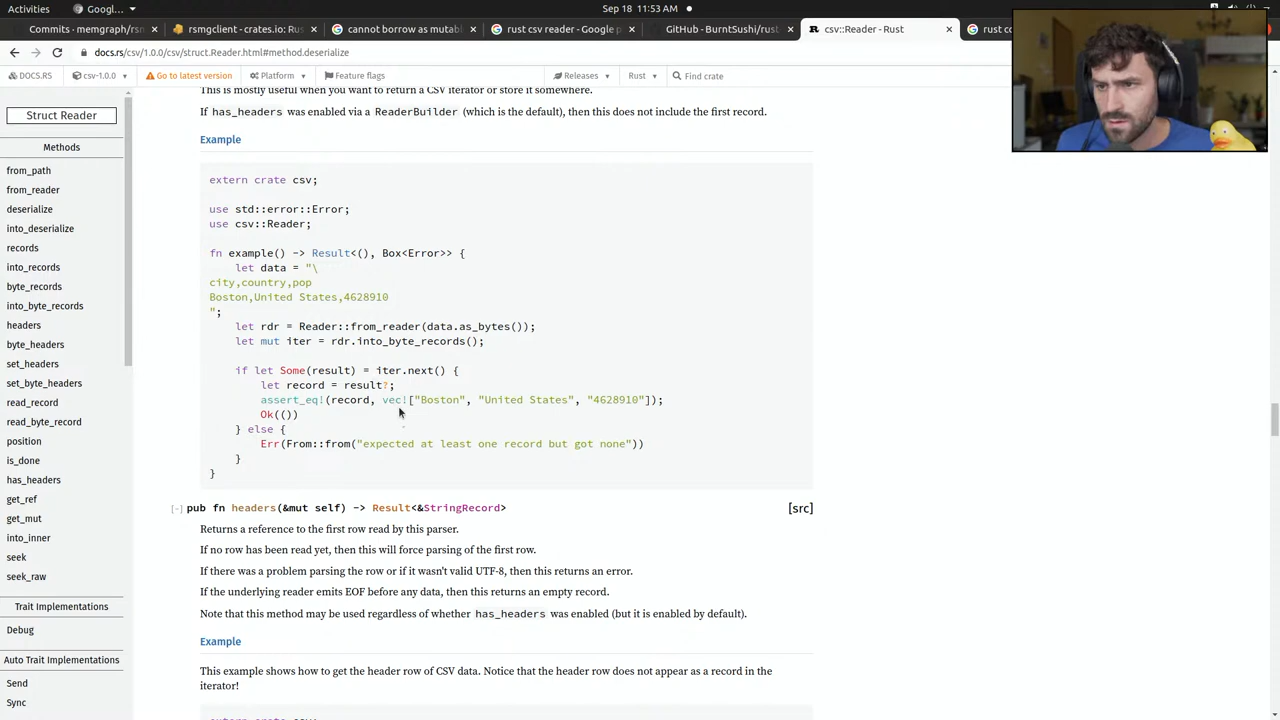 Activities
Googl...
Sep 18 11:53 AM
Commits · memgraph/rsn
rsmgclient - crates.io: Rus
cannot borrow as mutabl
rust csv reader - Google p
GitHub - BurntSushi/rust
csv::Reader - Rust
rust co
docs.rs/csv/1.0.0/csv/struct.Reader.html#method.deserialize
DOCS.RS
csv-1.0.0
Go to latest version
Platform
Feature flags
Releases
Rust
Find crate
This is mostly useful when you want to return a CSV iterator or store it somewhere.
Struct Reader
Methods
from_path
from_reader
deserialize
into_deserialize
records
into_records
byte_records
into_byte_records
headers
byte_headers
set_headers
set_byte_headers
read_record
read_byte_record
position
is_done
has_headers
get_ref
get_mut
into_inner
seek
seek_raw
Trait Implementations
Debug
Auto Trait Implementations
Send
Sync
If has_headers was enabled via a ReaderBuilder (which is the default), then this does not include the first record.
Example
extern crate csv;
use std::error::Error;
use csv::Reader;
fn example() -> Result<(), Box<Error>> {
let data = "\
city,country,pop
Boston,United States,4628910
";
let rdr = Reader::from_reader(data.as_bytes());
let mut iter = rdr.into_byte_records();
if let Some(result) = iter.next() {
let record = result?;
assert_eq!(record, vec!["Boston", "United States", "4628910"]);
Ok(())
} else {
Err(From::from("expected at least one record but got none"))
}
}
[-] pub fn headers(&mut self) -> Result<&StringRecord>
[src]
Returns a reference to the first row read by this parser.
If no row has been read yet, then this will force parsing of the first row.
If there was a problem parsing the row or if it wasn't valid UTF-8, then this returns an error.
If the underlying reader emits EOF before any data, then this returns an empty record.
Note that this method may be used regardless of whether has_headers was enabled (but it is enabled by default).
Example
This example shows how to get the header row of CSV data. Notice that the header row does not appear as a record in the
iterator!
extern crate csv;